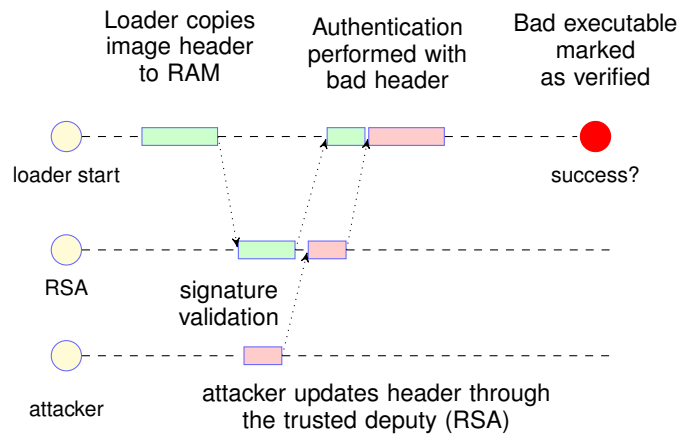 Loader copies
image header
to RAM
Authentication
performed with
bad header
Bad executable
marked
as verified
loader start
success?
RSA
signature
validation
attacker
attacker updates header through
the trusted deputy (RSA)